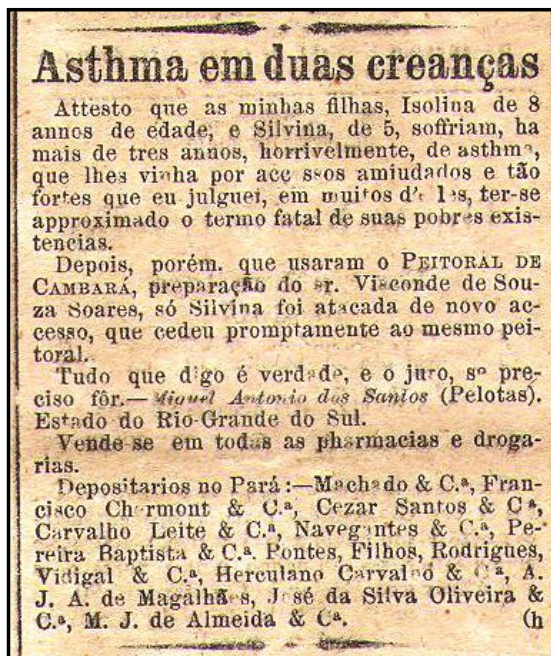 Asthma em duas creanças
Attesto que as minhas filhas, Isolina de 8
annos de edade, e Silvina, de 5, soffriam, ha
mais de tres annos, horrivelmente, de asthma,
que lhes vinha por acc ssos amiudados e tão
fortes que eu julguei, em muitos d' les, ter-se
approximado o termo fatal de suas pobres exis-
tencias.
Depois, porém. que usaram o PEITORAL DE
CAMBARÁ, preparação do sr. Visconde de Sou-
za Soares, só Silvina foi atacada de novo ac-
cesso, que cedeu promptamente ao mesmo pei-
toral.
Tudo que digo é verdade, e o juro, se pre-
ciso fôr.—Miguel Antonio dos Santos (Pelotas).
Estado do Rio-Grande do Sul.
Vende-se em todas as pharmacias e droga-
rias.
Depositarios no Pará:—Machado & C.ª, Fran-
cisco Chermont & C.ª, Cezar Santos & Cª,
Carvalho Leite & C.ª, Navegantes & C.ª, Pe-
reira Baptista & C.ª. Pontes, Filhos, Rodrigues,
Vidigal & C.ª, Herculano Carvalho & Cª, A.
J. A. de Magalhães, José da Silva Oliveira &
C.ª, M. J. de Almeida & Cª. (h